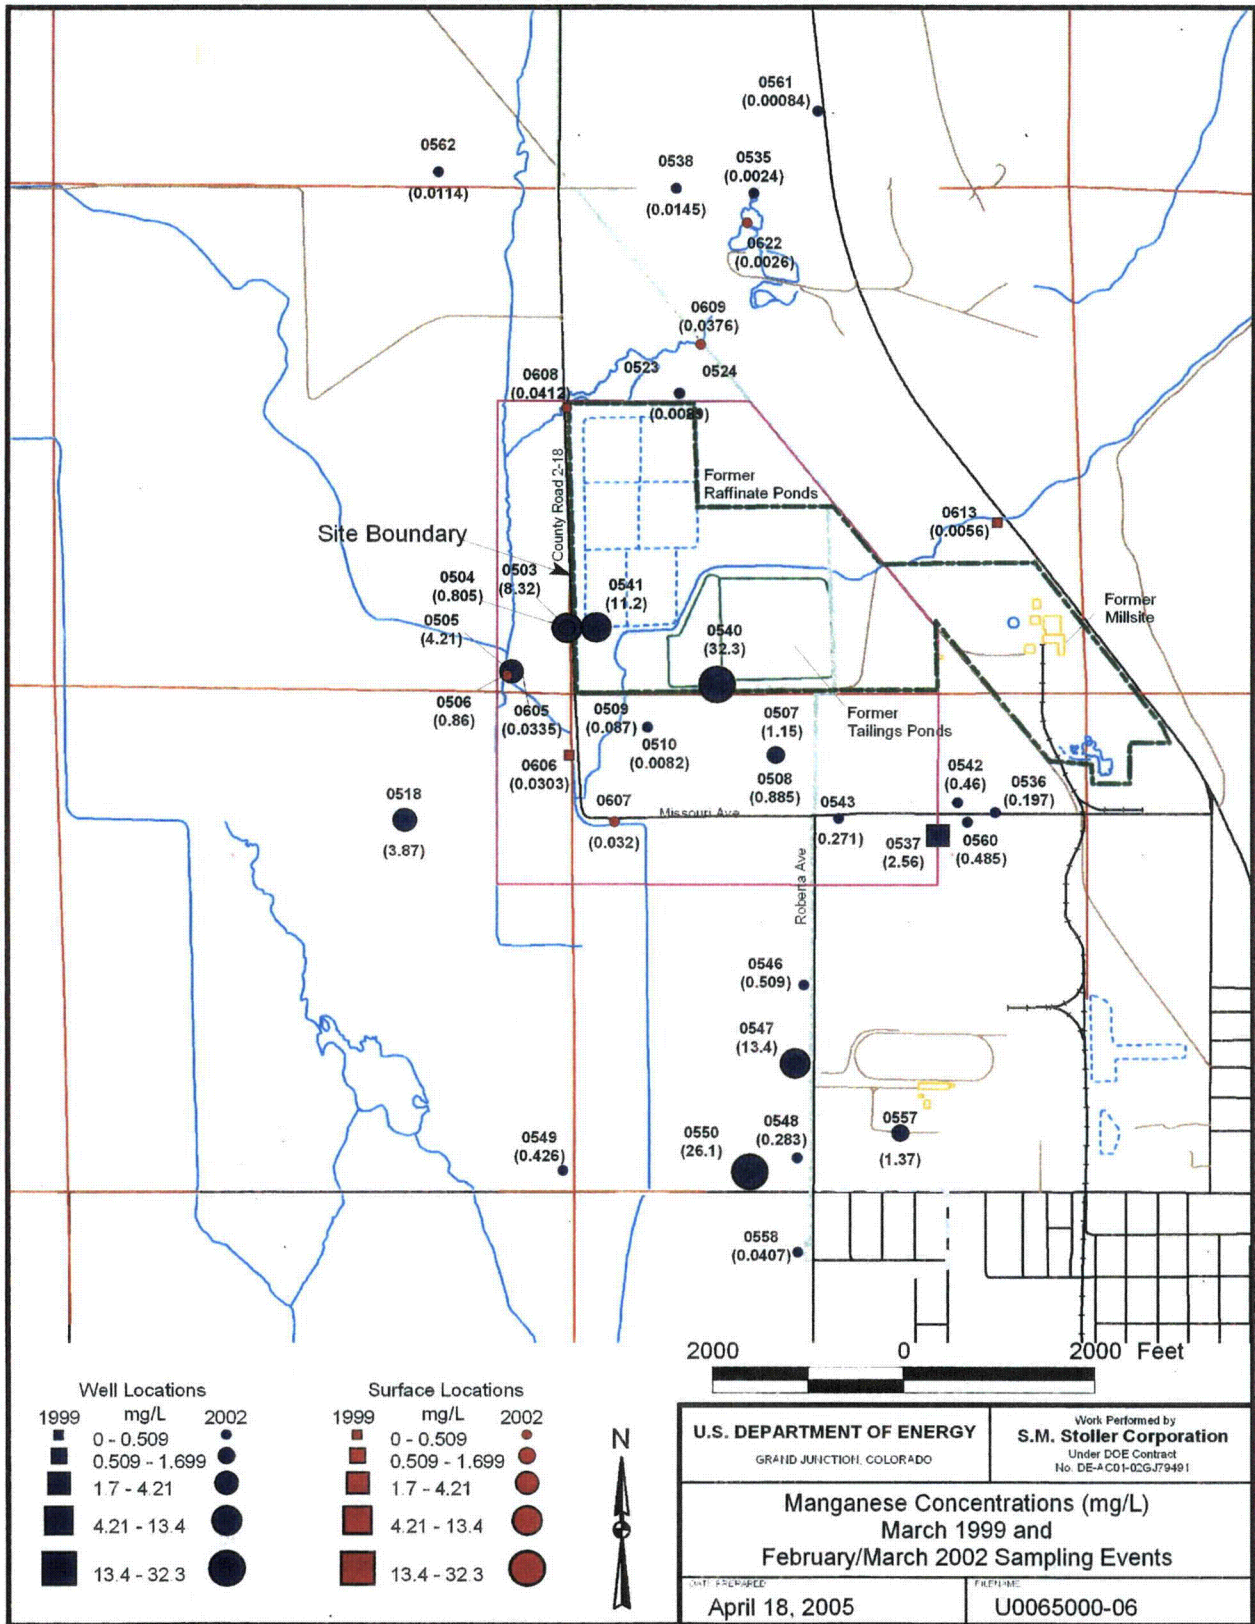 0561
(0.00084)
0562
(0.0114)
0538
(0.0145)
0535
(0.0024)
0622
(0.0026)
0609
(0.0376)
0523
0524
0608
(0.0412)
County Road 2-18
Former
Raffinate Ponds
0613
(0.0056)
Site Boundary
0503
(8.32)
0504
(0.805)
0541
(11.2)
0505
(4.21)
0540
(32.3)
Former
Millsite
0506
(0.86)
0605
(0.0335)
0509
(0.087)
0510
(0.0082)
0507
(1.15)
Former
Tailings Ponds
0606
(0.0303)
0508
(0.885)
0542
(0.46)
0536
(0.197)
0518
(3.87)
0607
(0.032)
Missouri Ave
0543
(0.271)
0537
(2.56)
0560
(0.485)
Roberta Ave
0546
(0.509)
0547
(13.4)
0557
(1.37)
0549
(0.426)
0550
(26.1)
0548
(0.283)
0558
(0.0407)
2000 0 2000 Feet
Well Locations
1999 mg/L 2002
0 - 0.509
0.509 - 1.699
1.7 - 4.21
4.21 - 13.4
13.4 - 32.3
Surface Locations
1999 mg/L 2002
0 - 0.509
0.509 - 1.699
1.7 - 4.21
4.21 - 13.4
13.4 - 32.3
N
U.S. DEPARTMENT OF ENERGY
GRAND JUNCTION, COLORADO
Work Performed by
S.M. Stoller Corporation
Under DOE Contract
No. DE-AC01-02GJ79491
Manganese Concentrations (mg/L)
March 1999 and
February/March 2002 Sampling Events
DATE PREPARED
April 18, 2005
FILENAME
U0065000-06